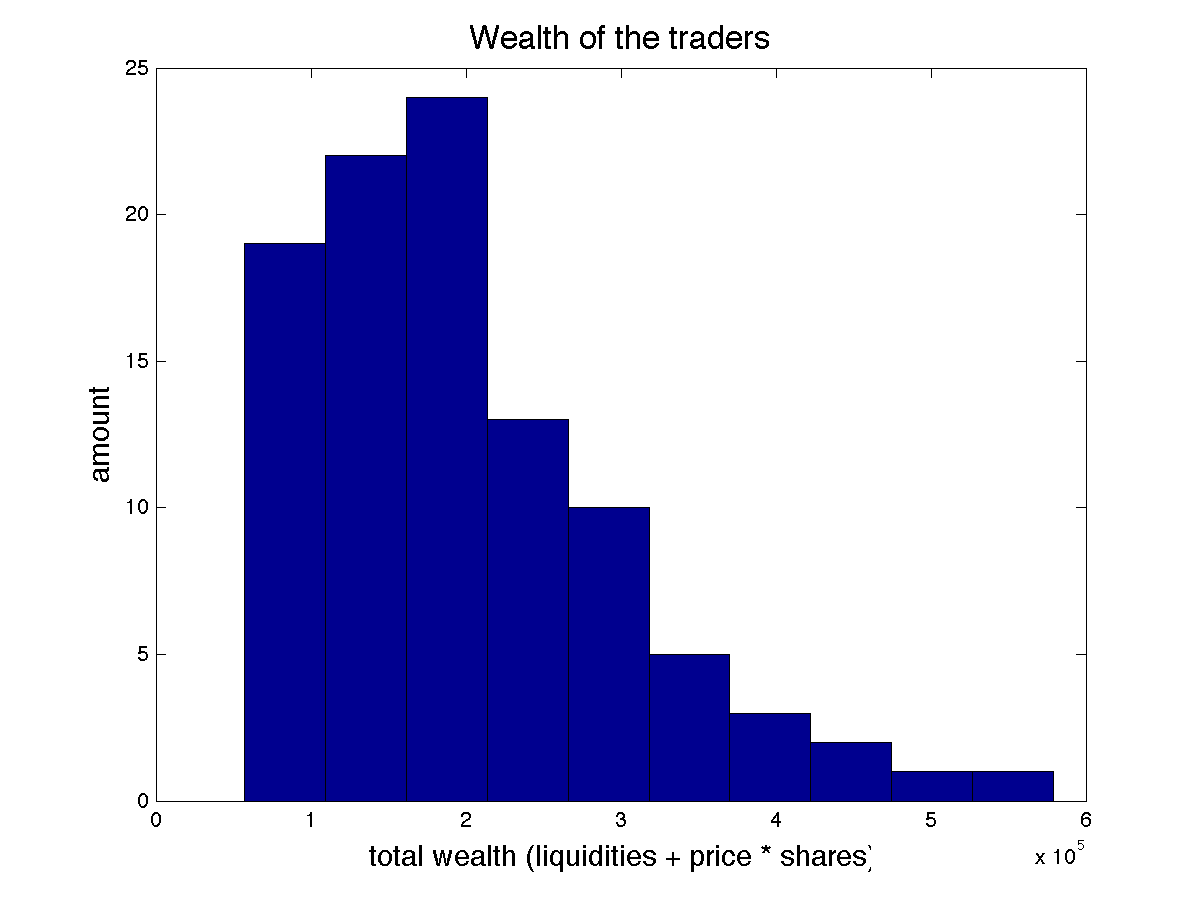 Wealth of the traders
25
20
15
10
5
0
amount
0 1 2 3 4 5 6
total wealth (liquidities + price * shares)
x 10^5